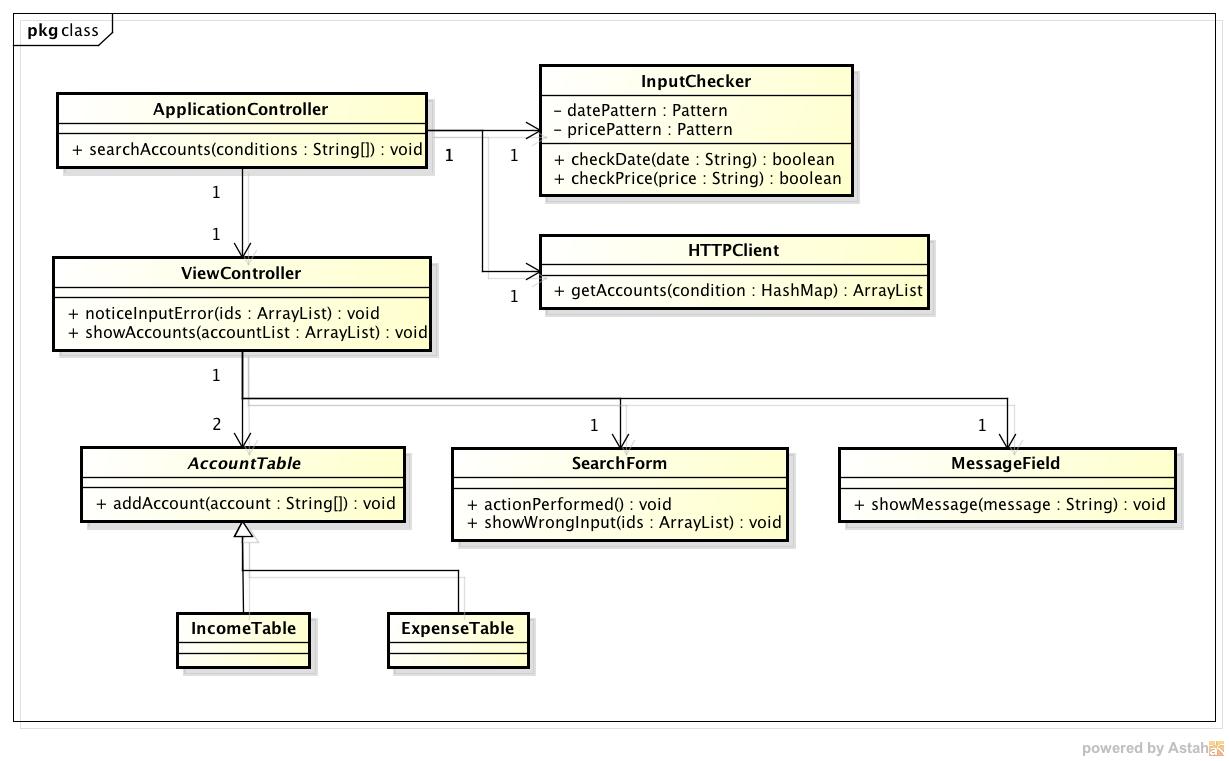 pkg class
ApplicationController
+ searchAccounts(conditions : String[]) : void
InputChecker
– datePattern : Pattern
– pricePattern : Pattern
+ checkDate(date : String) : boolean
+ checkPrice(price : String) : boolean
1
1
1
1
HTTPClient
+ getAccounts(condition : HashMap) : ArrayList
1
ViewController
+ noticeInputError(ids : ArrayList) : void
+ showAccounts(accountList : ArrayList) : void
1
2
1
1
AccountTable
+ addAccount(account : String[]) : void
SearchForm
+ actionPerformed() : void
+ showWrongInput(ids : ArrayList) : void
MessageField
+ showMessage(message : String) : void
IncomeTable
ExpenseTable
powered by Astah